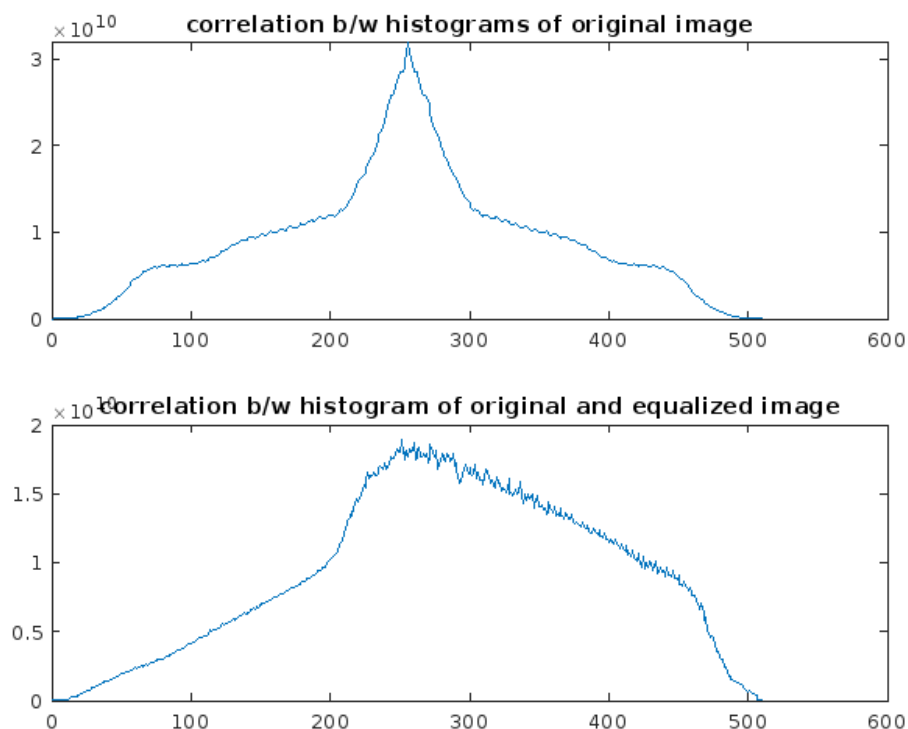 ×10^10
correlation b/w histograms of original image
3
2
1
0
0 100 200 300 400 500 600
×10^10
correlation b/w histogram of original and equalized image
2
1.5
1
0.5
0
0 100 200 300 400 500 600